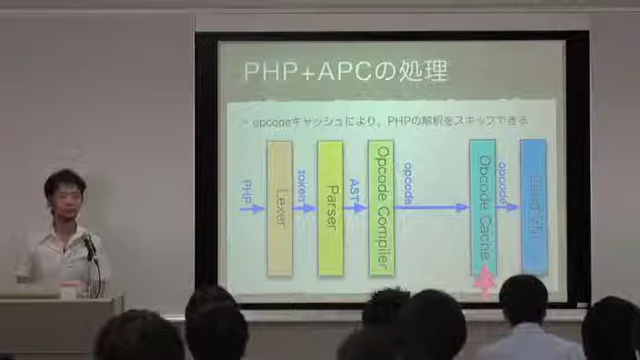 PHP+APCの処理
opcodeキャッシュにより、PHPの解釈をスキップできる
PHP
Lexer
token
Parser
AST
Opcode Compiler
opcode
Opcode Cache
opcode